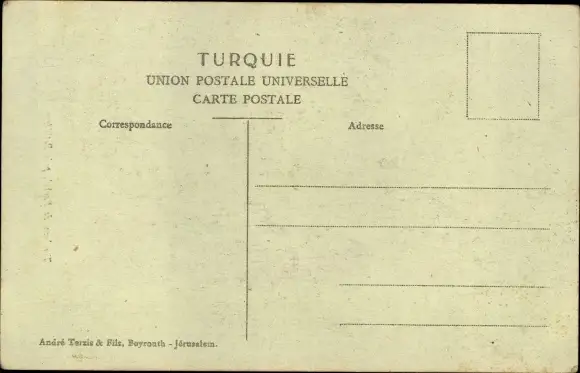 TURQUIE
UNION POSTALE UNIVERSELLE
CARTE POSTALE
Correspondance
Adresse
André Terzis & Fils, Beyrouth - Jérusalem.